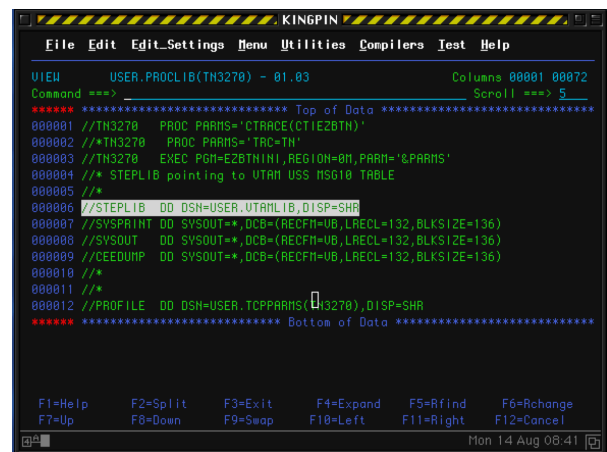 KINGPIN
File Edit Edit_Settings Menu Utilities Compilers Test Help
VIEW USER.PROCLIB(TN3270) - 01.03 Columns 00001 00072
Command ===> Scroll ===> 5
****** **************************** Top of Data ******************************
000001 //TN3270 PROC PARMS='CTRACE(CTIEZBTN)'
000002 //*TN3270 PROC PARMS='TRC=TN'
000003 //TN3270 EXEC PGM=EZBTNINI,REGION=0M,PARM='&PARMS'
000004 //* STEPLIB pointing to VTAM USS MSG10 TABLE
000005 //*
000006 //STEPLIB DD DSN=USER.VTAMLIB,DISP=SHR
000007 //SYSPRINT DD SYSOUT=*,DCB=(RECFM=VB,LRECL=132,BLKSIZE=136)
000008 //SYSOUT DD SYSOUT=*,DCB=(RECFM=VB,LRECL=132,BLKSIZE=136)
000009 //CEEDUMP DD SYSOUT=*,DCB=(RECFM=VB,LRECL=132,BLKSIZE=136)
000010 //*
000011 //*
000012 //PROFILE DD DSN=USER.TCPPARMS(TN3270),DISP=SHR
****** *************************** Bottom of Data ****************************
F1=Help F2=Split F3=Exit F4=Expand F5=Rfind F6=Rchange
F7=Up F8=Down F9=Swap F10=Left F11=Right F12=Cancel
4 Mon 14 Aug 08:41